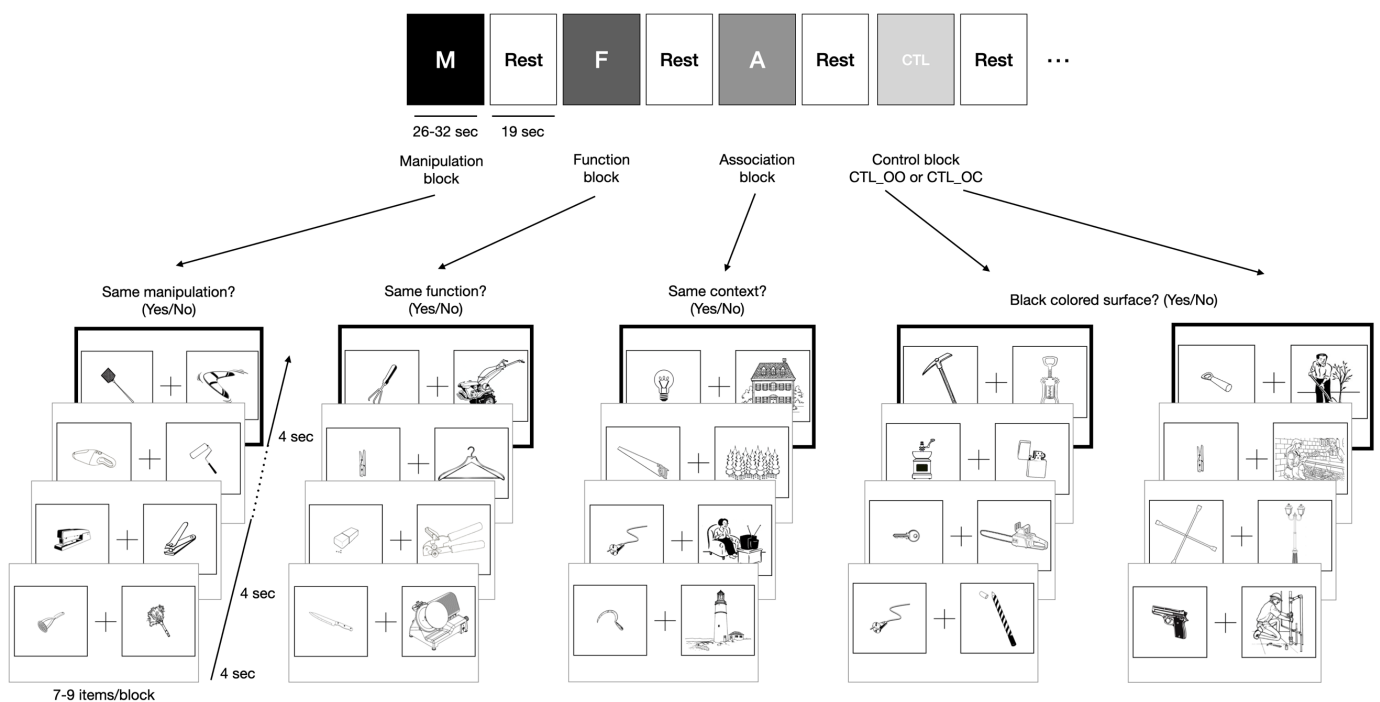 M
Rest
F
Rest
A
Rest
CTL
Rest
...
26-32 sec
19 sec
Manipulation
block
Function
block
Association
block
Control block
CTL_OO or CTL_OC
Same manipulation?
(Yes/No)
Same function?
(Yes/No)
Same context?
(Yes/No)
Black colored surface? (Yes/No)
4 sec
4 sec
4 sec
7-9 items/block